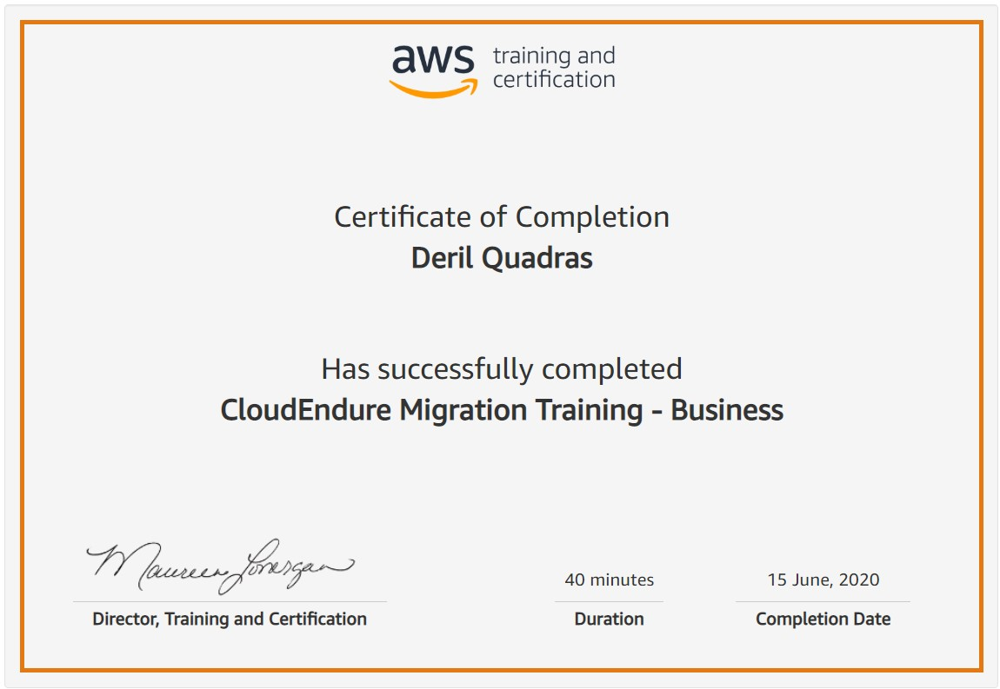 aws training and
certification
Certificate of Completion
Deril Quadras
Has successfully completed
CloudEndure Migration Training - Business
Maureen Lonergan
40 minutes
15 June, 2020
Director, Training and Certification
Duration
Completion Date